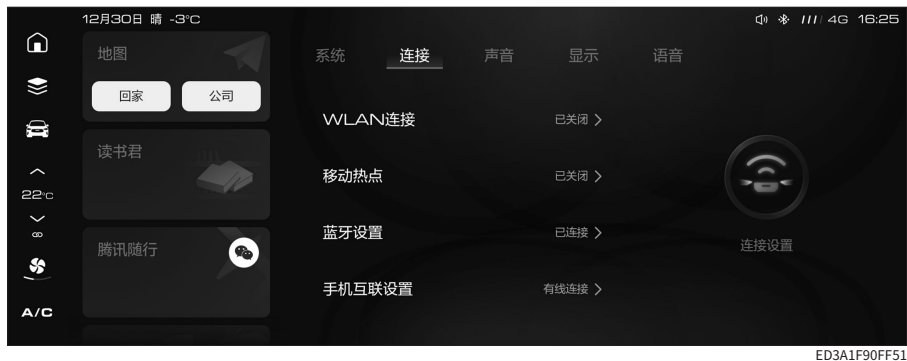 12月30日 晴 -3°C
4G 16:25
地图
回家 公司
读书君
腾讯随行
22°C
A/C
系统 连接 声音 显示 语音
WLAN连接 已关闭
移动热点 已关闭
蓝牙设置 已连接
手机互联设置 有线连接
连接设置
ED3A1F90FF51